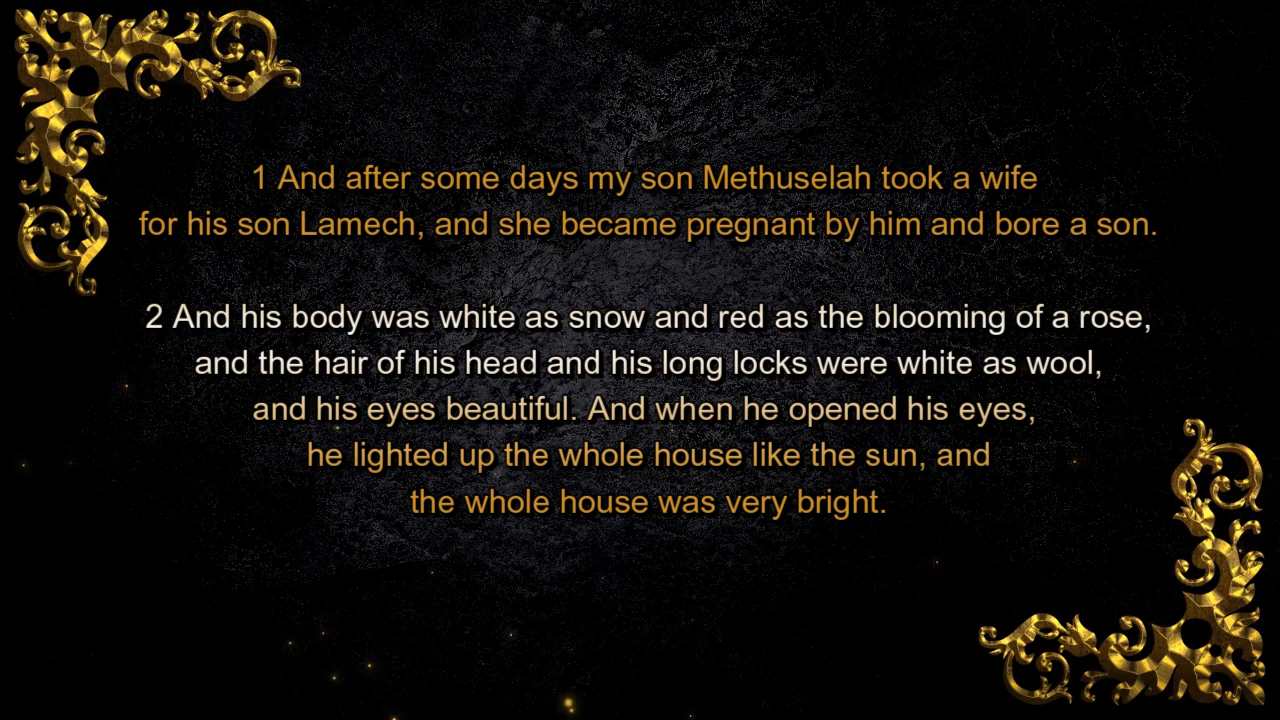 1 And after some days my son Methuselah took a wife
for his son Lamech, and she became pregnant by him and bore a son.
2 And his body was white as snow and red as the blooming of a rose,
and the hair of his head and his long locks were white as wool,
and his eyes beautiful. And when he opened his eyes,
he lighted up the whole house like the sun, and
the whole house was very bright.